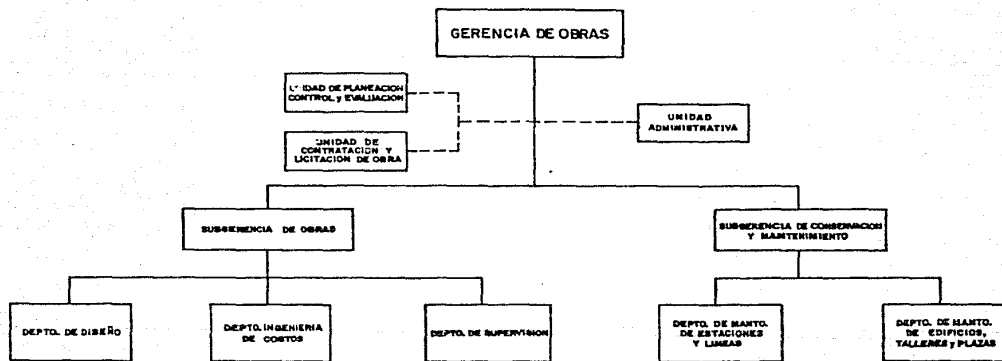 GERENCIA DE OBRAS
UNIDAD DE PLANEACION
CONTROL y EVALUACION
UNIDAD DE
CONTRATACION Y
LICITACION DE OBRA
UNIDAD
ADMINISTRATIVA
SUBGERENCIA DE OBRAS
SUBGERENCIA DE CONSERVACION
Y MANTENIMIENTO
DEPTO. DE DISEÑO
DEPTO. INGENIERIA
DE COSTOS
DEPTO. DE SUPERVISION
DEPTO. DE MANTO.
DE ESTACIONES
Y LINEAS
DEPTO. DE MANTO.
DE EDIFICIOS,
TALLERES y PLAZAS